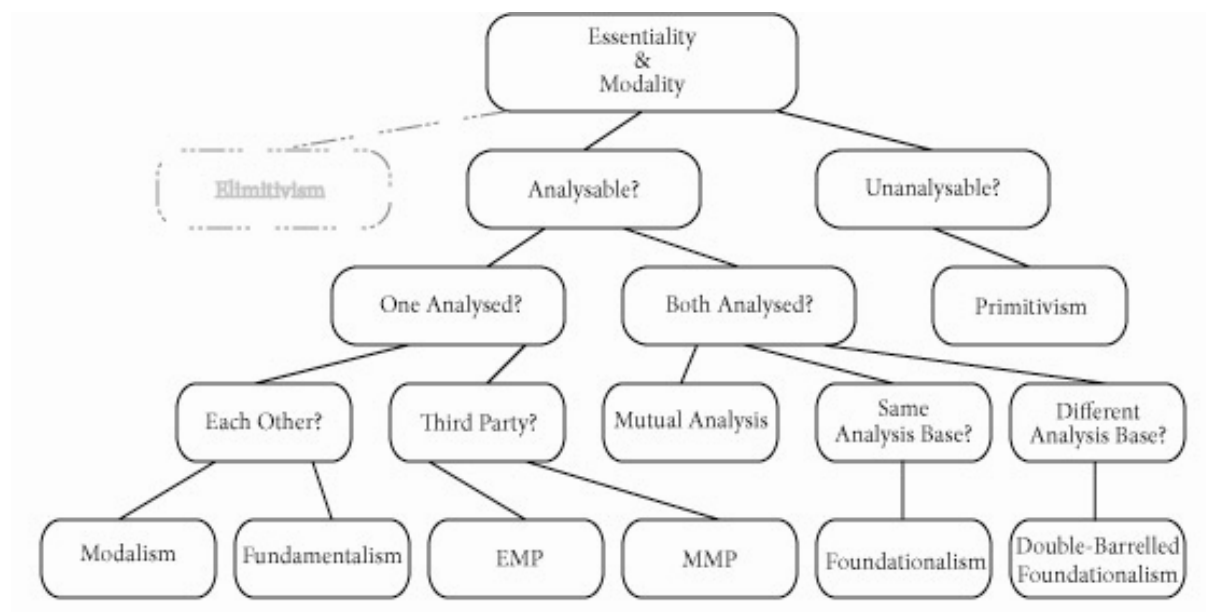 Essentiality
&
Modality
Elimitivism
Analysable?
Unanalysable?
One Analysed?
Both Analysed?
Primitivism
Each Other?
Third Party?
Mutual Analysis
Same
Analysis Base?
Different
Analysis Base?
Modalism
Fundamentalism
EMP
MMP
Foundationalism
Double-Barrelled
Foundationalism